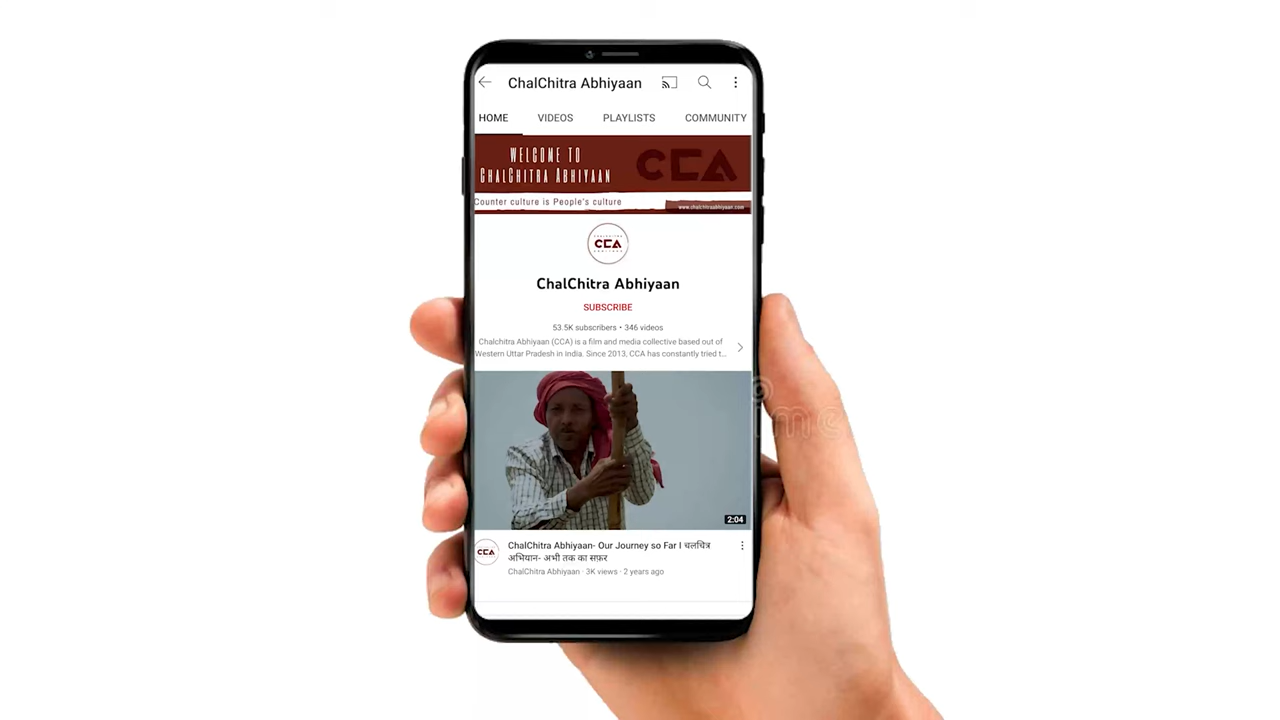 ChalChitra Abhiyaan
HOME VIDEOS PLAYLISTS COMMUNITY
WELCOME TO
CHALCHITRA ABHIYAAN
CCA
Counter culture is People's culture
www.chalchitraabhiyaan.com
CCA
ChalChitra Abhiyaan
SUBSCRIBE
53.5K subscribers • 346 videos
Chalchitra Abhiyaan (CCA) is a film and media collective based out of
Western Uttar Pradesh in India. Since 2013, CCA has constantly tried t...
2:04
CCA
ChalChitra Abhiyaan- Our Journey so Far I चलचित्र
अभियान- अभी तक का सफ़र
ChalChitra Abhiyaan · 3K views · 2 years ago